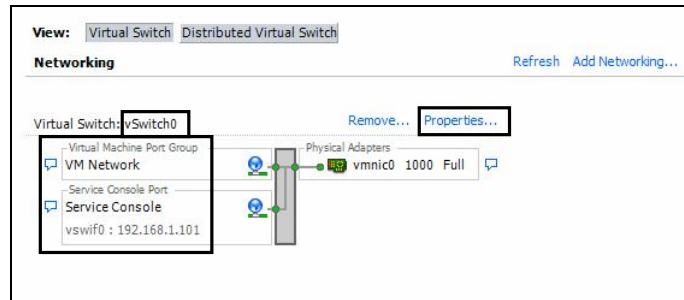 View: Virtual Switch Distributed Virtual Switch
Networking Refresh Add Networking...
Virtual Switch: vSwitch0 Remove... Properties...
Virtual Machine Port Group Physical Adapters
VM Network vmnic0 1000 Full
Service Console Port
Service Console
vswif0 : 192.168.1.101